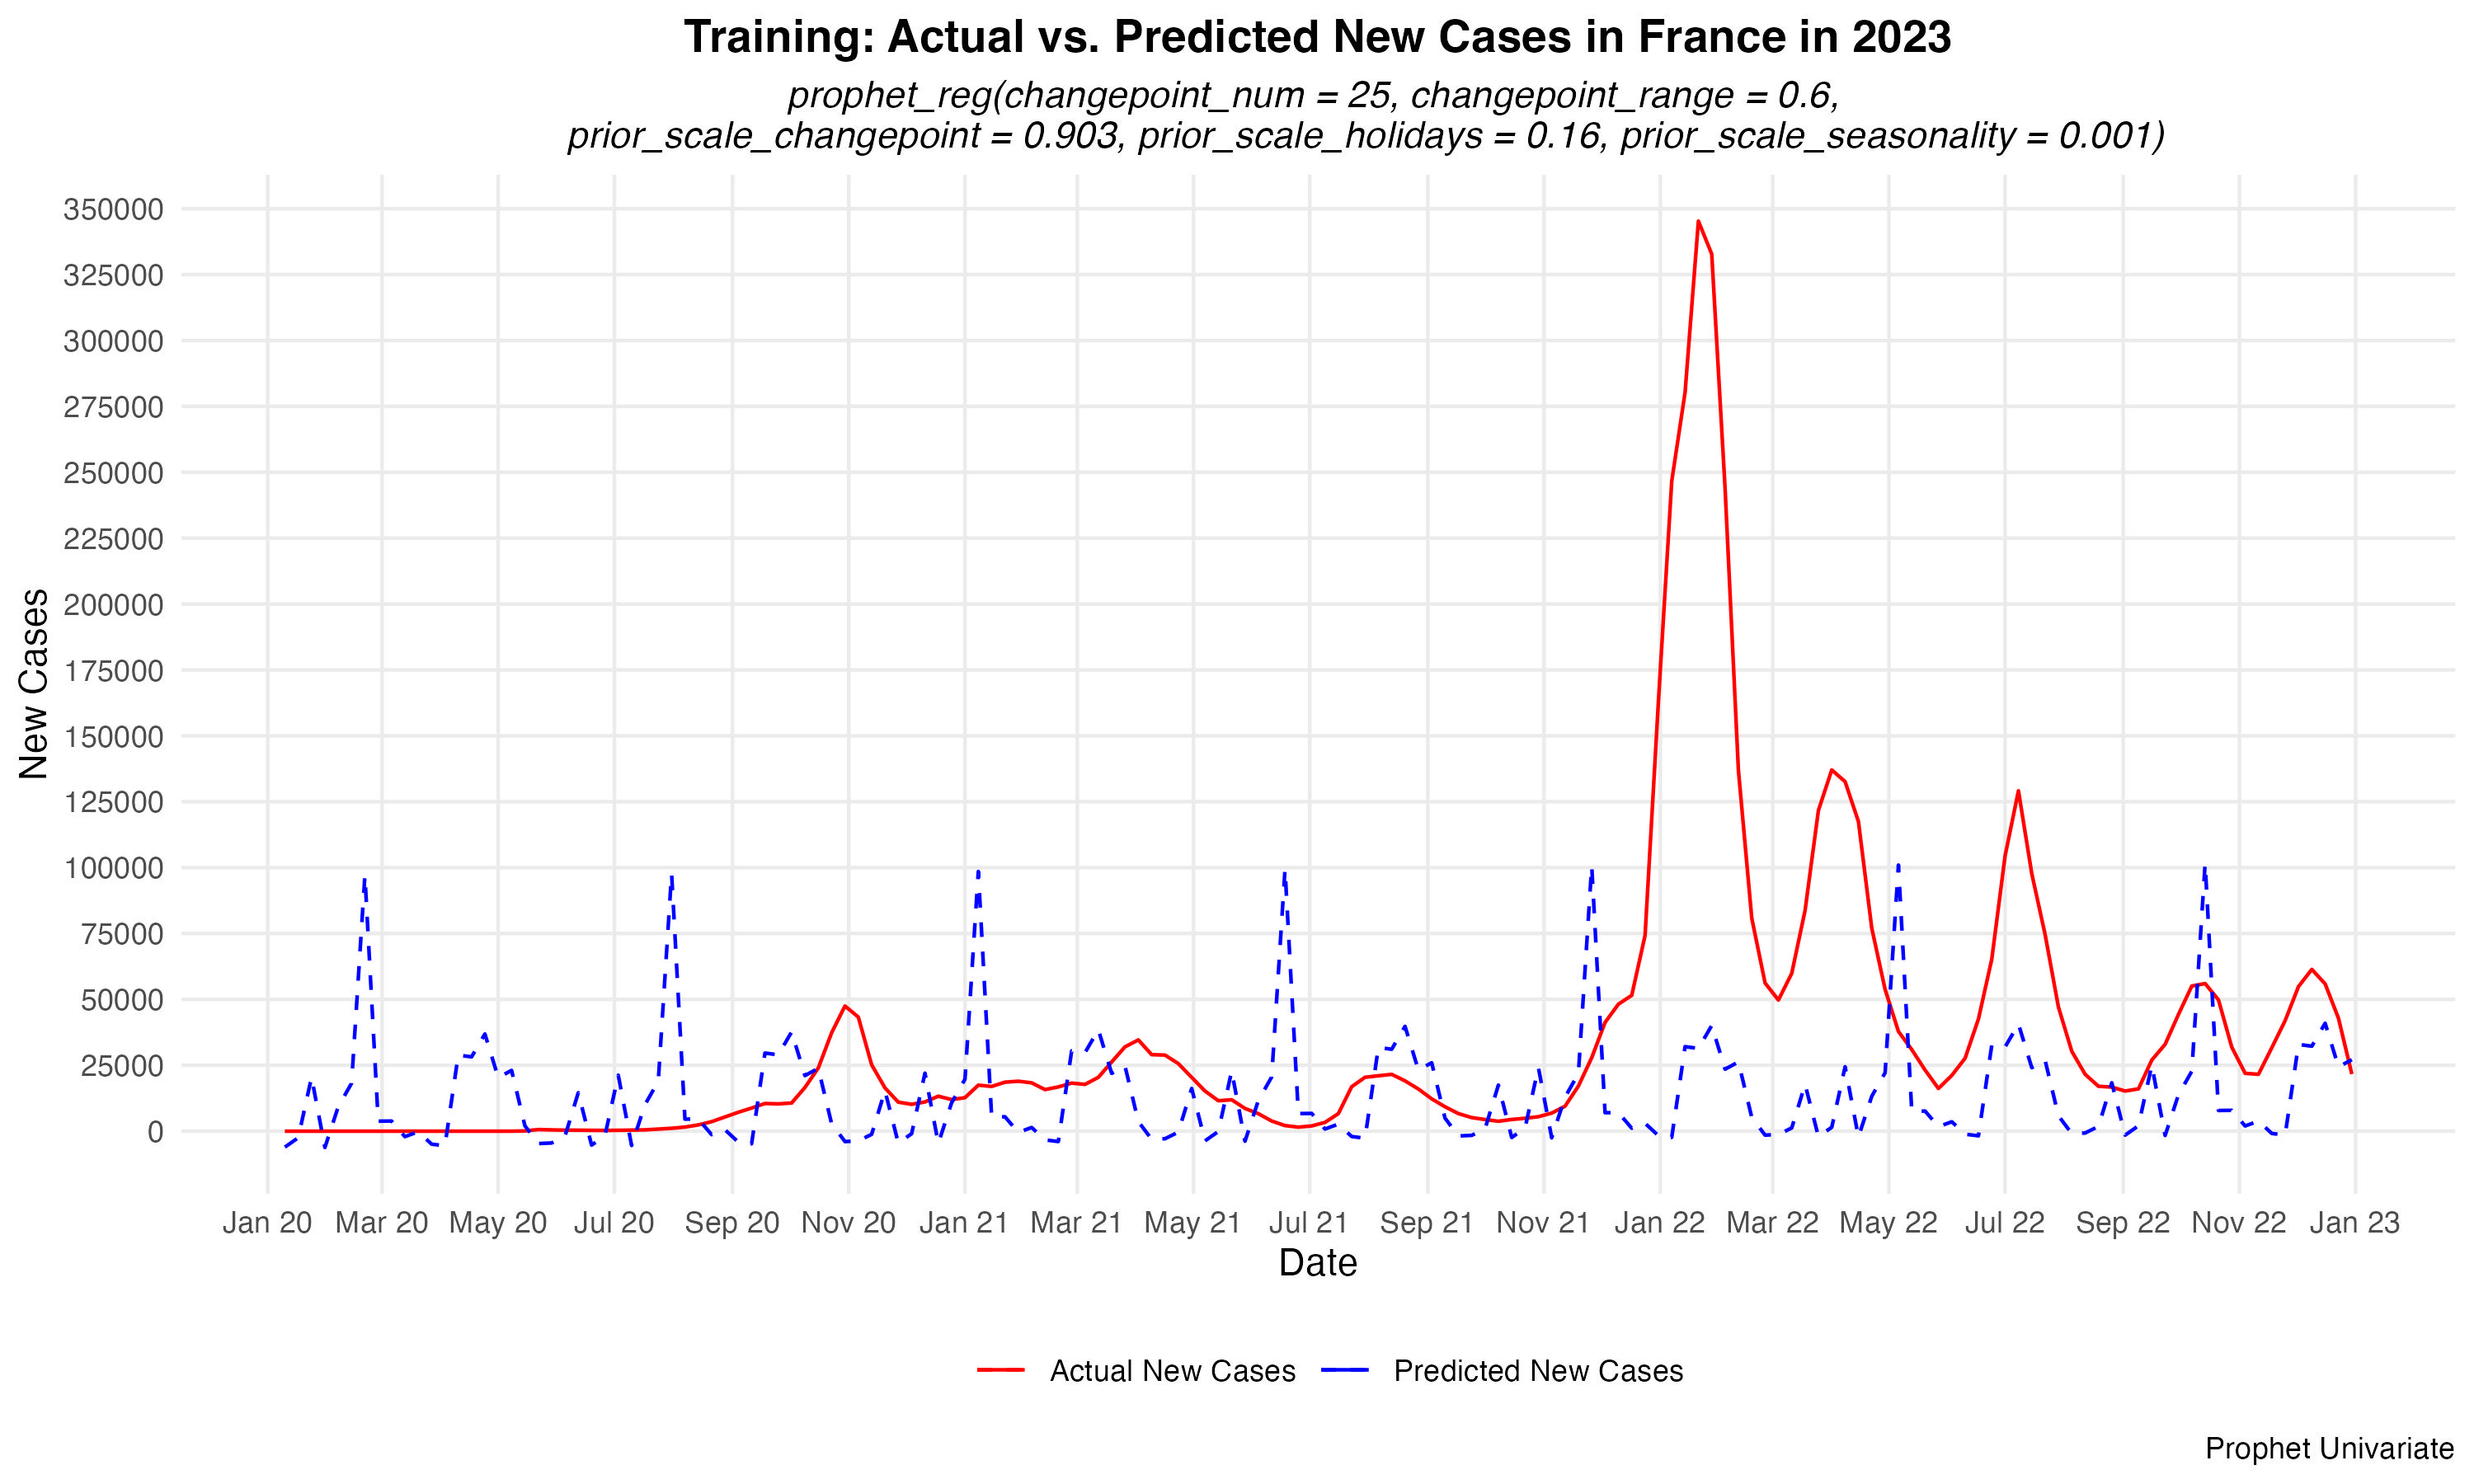 Training: Actual vs. Predicted New Cases in France in 2023
prophet_reg(changepoint_num = 25, changepoint_range = 0.6,
prior_scale_changepoint = 0.903, prior_scale_holidays = 0.16, prior_scale_seasonality = 0.001)
350000
325000
300000
275000
250000
225000
200000
175000
150000
125000
100000
75000
50000
25000
0
New Cases
Jan 20 Mar 20 May 20 Jul 20 Sep 20 Nov 20 Jan 21 Mar 21 May 21 Jul 21 Sep 21 Nov 21 Jan 22 Mar 22 May 22 Jul 22 Sep 22 Nov 22 Jan 23
Date
Actual New Cases Predicted New Cases
Prophet Univariate